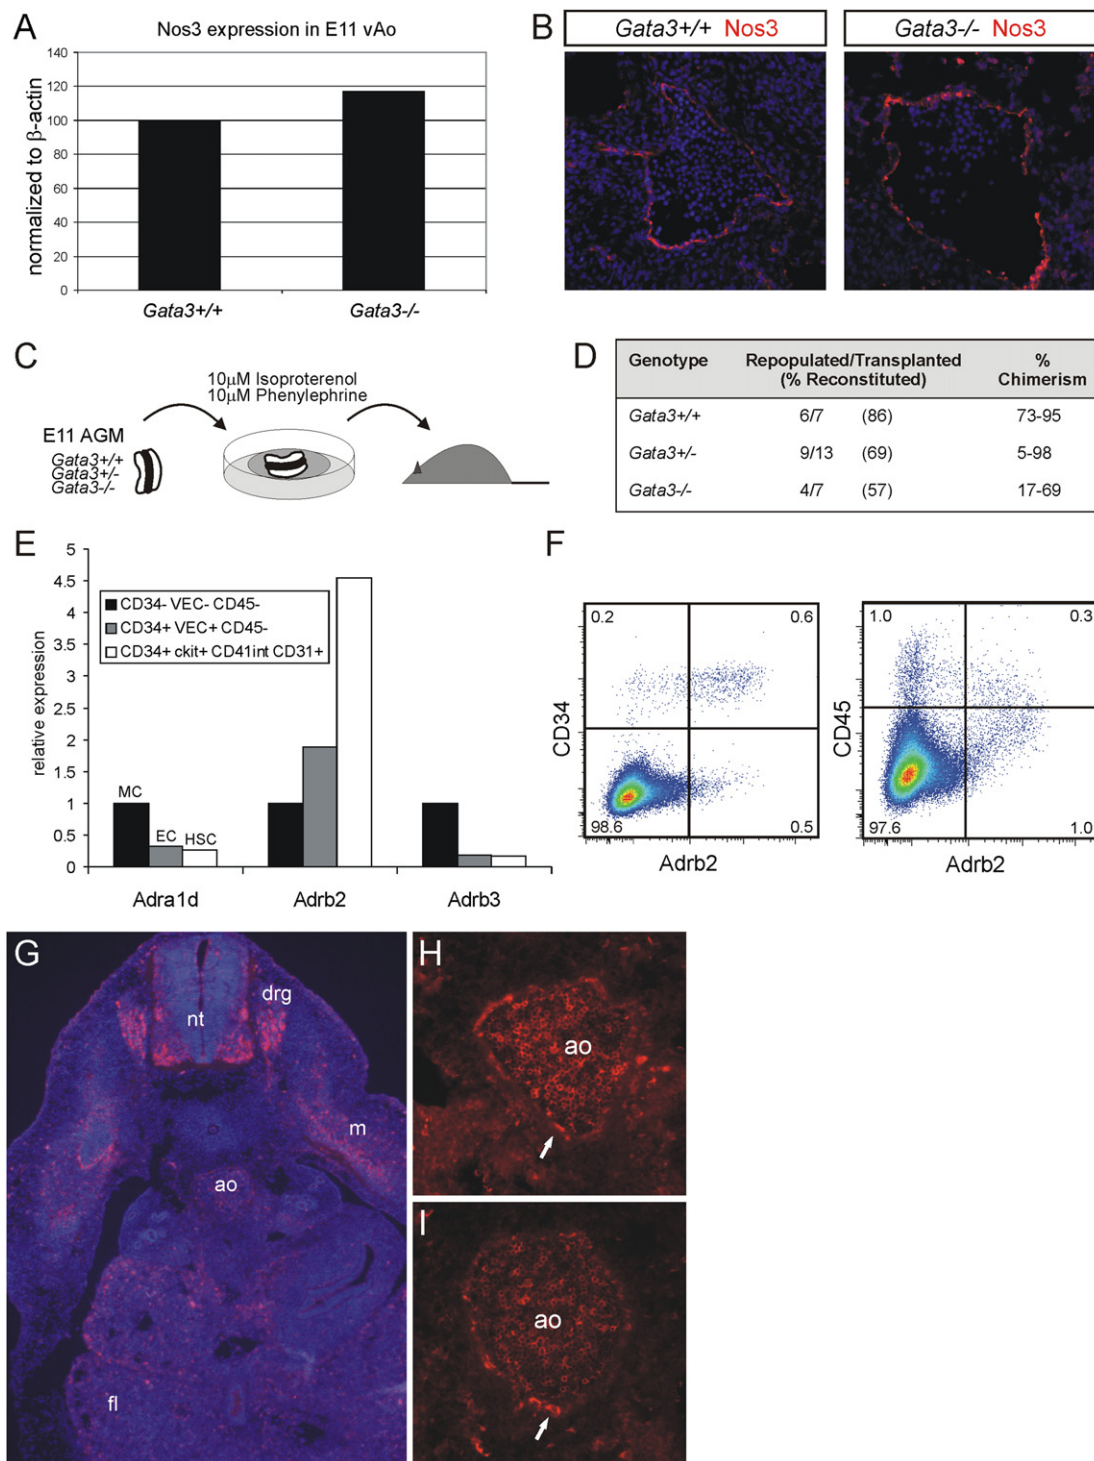 A
Nos3 expression in E11 vAo
normalized to β-actin
140
120
100
80
60
40
20
0
Gata3+/+
Gata3-/-
B
Gata3+/+ Nos3
Gata3-/- Nos3
C
10µM Isoproterenol
10µM Phenylephrine
E11 AGM
Gata3+/+
Gata3+/-
Gata3-/-
D
Genotype Repopulated/Transplanted (% Reconstituted) % Chimerism
Gata3+/+ 6/7 (86) 73-95
Gata3+/- 9/13 (69) 5-98
Gata3-/- 4/7 (57) 17-69
E
relative expression
5
4.5
4
3.5
3
2.5
2
1.5
1
0.5
0
CD34- VEC- CD45-
CD34+ VEC+ CD45-
CD34+ ckit+ CD41int CD31+
MC
EC
HSC
Adra1d
Adrb2
Adrb3
F
0.2
0.6
CD34
98.6
0.5
Adrb2
1.0
0.3
CD45
97.6
1.0
Adrb2
G
drg
nt
m
ao
fl
H
ao
I
ao